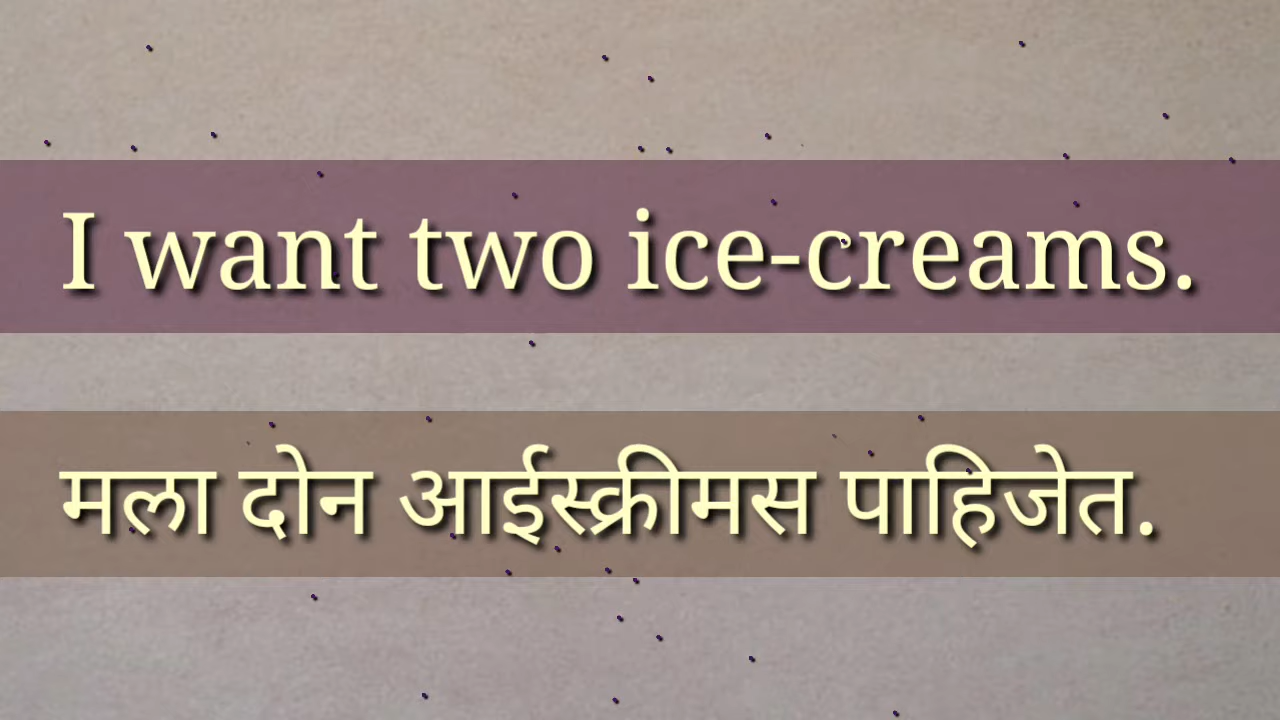 I want two ice-creams.
मला दोन आईस्क्रीमस पाहिजेत.